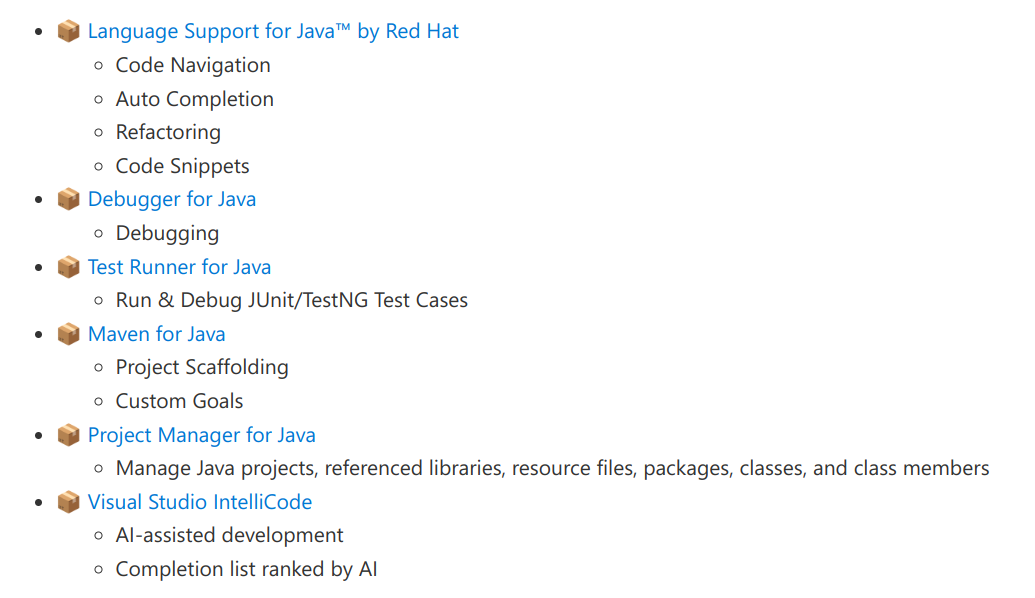 Language Support for Java™ by Red Hat
Code Navigation
Auto Completion
Refactoring
Code Snippets
Debugger for Java
Debugging
Test Runner for Java
Run & Debug JUnit/TestNG Test Cases
Maven for Java
Project Scaffolding
Custom Goals
Project Manager for Java
Manage Java projects, referenced libraries, resource files, packages, classes, and class members
Visual Studio IntelliCode
AI-assisted development
Completion list ranked by AI